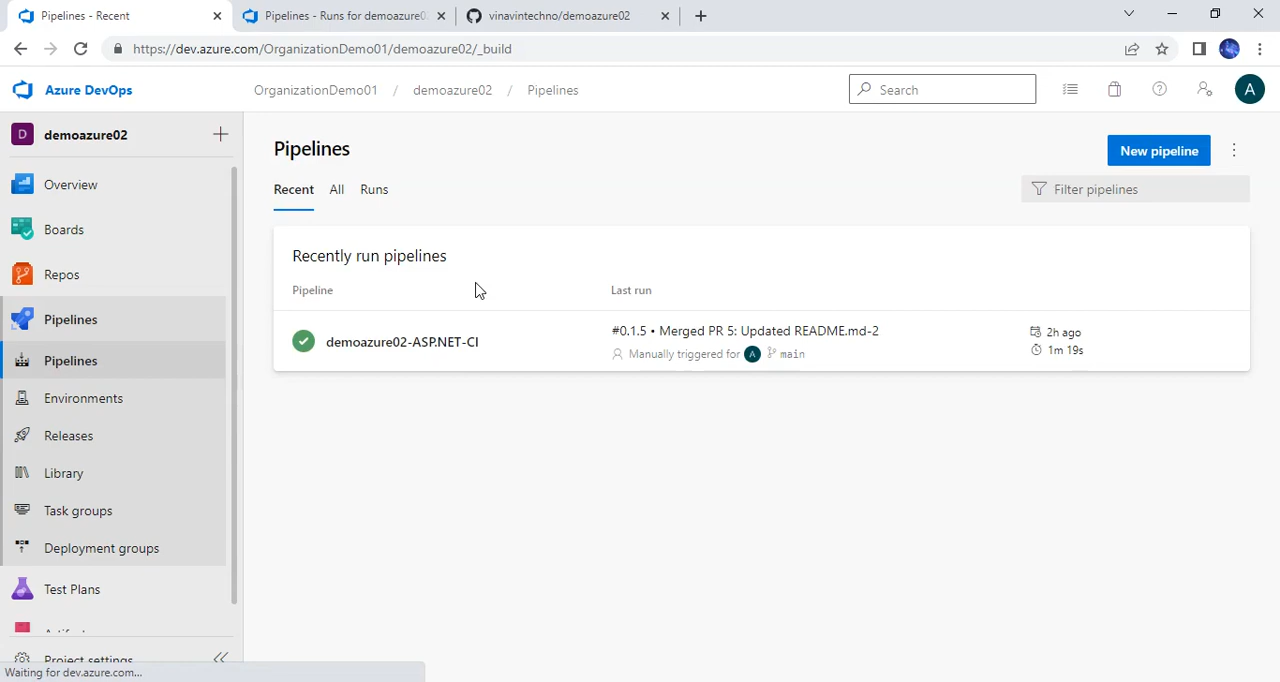 Pipelines - Recent
Pipelines - Runs for demoazure0
vinavintechno/demoazure02
https://dev.azure.com/OrganizationDemo01/demoazure02/_build
Azure DevOps
OrganizationDemo01 / demoazure02 / Pipelines
Search
A
D demoazure02
Overview
Boards
Repos
Pipelines
Pipelines
Environments
Releases
Library
Task groups
Deployment groups
Test Plans
Project settings
Waiting for dev.azure.com...
Pipelines
New pipeline
Recent All Runs
Filter pipelines
Recently run pipelines
Pipeline Last run
demoazure02-ASP.NET-CI
#0.1.5 • Merged PR 5: Updated README.md-2
Manually triggered for A main
2h ago
1m 19s